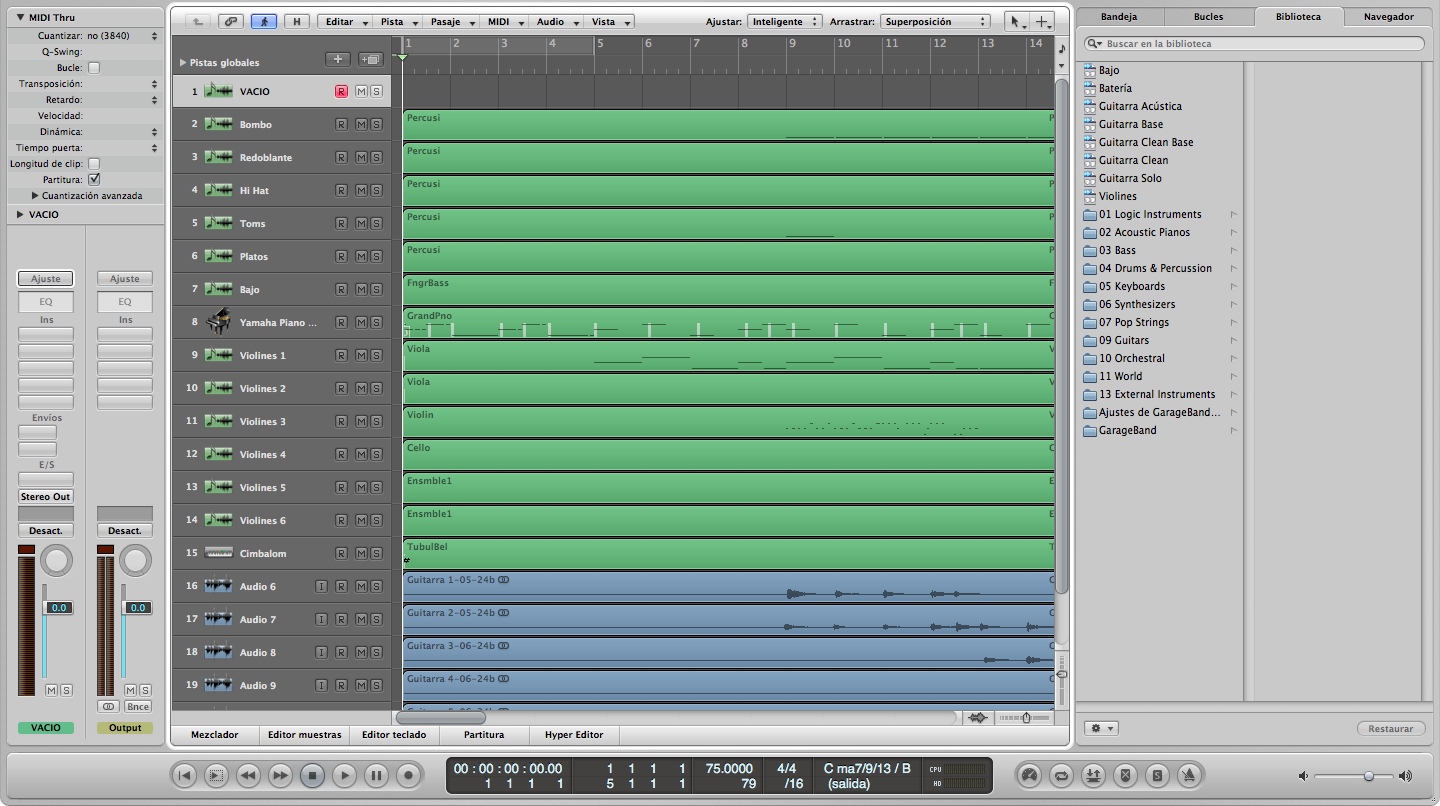 MIDI Thru
Cuantizar: no (3840)
Q-Swing:
Bucle:
Transposición:
Retardo:
Velocidad:
Dinámica:
Tiempo puerta:
Longitud de clip:
Partitura:
Cuantización avanzada
VACIO
Ajuste Ajuste
EQ EQ
Ins Ins
Envíos
E/S
Stereo Out
Desact. Desact.
0.0 0.0
M S M S
Bnce
VACIO Output
H Editar Pista Pasaje MIDI Audio Vista Ajustar: Inteligente Arrastrar: Superposición
1 2 3 4 5 6 7 8 9 10 11 12 13 14
Pistas globales
1 VACIO R M S
2 Bombo R M S Percusi P
3 Redoblante R M S Percusi P
4 Hi Hat R M S Percusi P
5 Toms R M S Percusi P
6 Platos R M S Percusi P
7 Bajo R M S FngrBass F
8 Yamaha Piano ... R M S GrandPno
9 Violines 1 R M S Viola
10 Violines 2 R M S Viola V
11 Violines 3 R M S Violin V
12 Violines 4 R M S Cello C
13 Violines 5 R M S Ensmble1 E
14 Violines 6 R M S Ensmble1 E
15 Cimbalom R M S TubulBel T
16 Audio 6 I R M S Guitarra 1-05-24b
17 Audio 7 I R M S Guitarra 2-05-24b
18 Audio 8 I R M S Guitarra 3-06-24b
19 Audio 9 I R M S Guitarra 4-06-24b
Mezclador Editor muestras Editor teclado Partitura Hyper Editor
Bandeja Bucles Biblioteca Navegador
Buscar en la biblioteca
Bajo
Batería
Guitarra Acústica
Guitarra Base
Guitarra Clean Base
Guitarra Clean
Guitarra Solo
Violines
01 Logic Instruments
02 Acoustic Pianos
03 Bass
04 Drums & Percussion
05 Keyboards
06 Synthesizers
07 Pop Strings
09 Guitars
10 Orchestral
11 World
13 External Instruments
Ajustes de GarageBand...
GarageBand
Restaurar
00 : 00 : 00 : 00.00 1 1 1 1 75.0000 4/4 C ma7/9/13 / B CPU
1 1 1 1 5 1 1 1 79 /16 (salida) HD